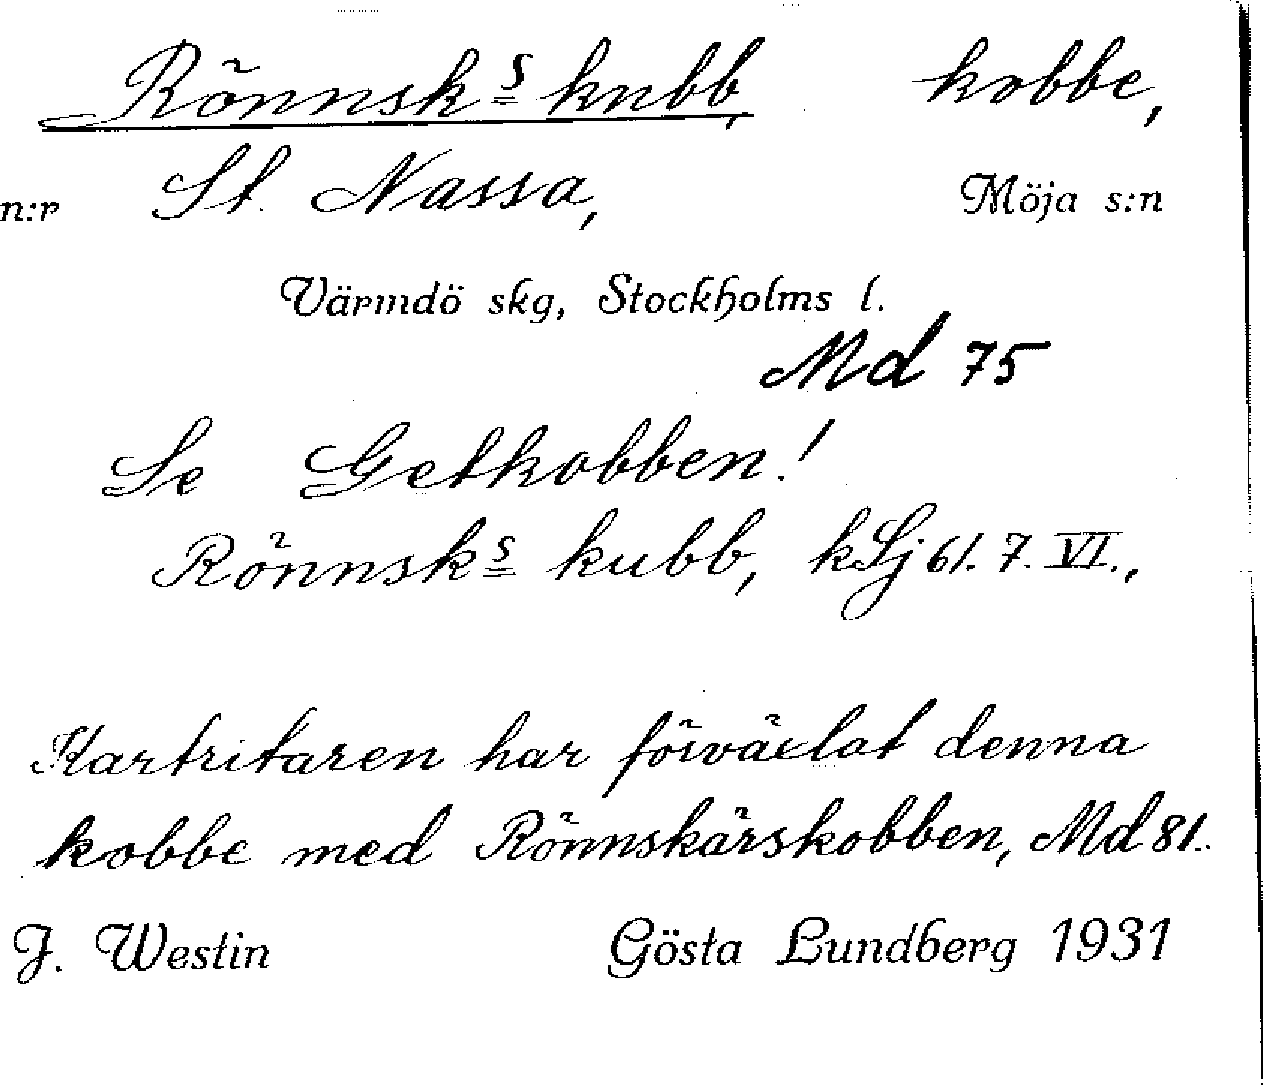 Rönnsk⁠ˢ kubb, kobbe,
n:r St. Nassa, Möja s:n
Värmdö skg, Stockholms l.
Md 75
Se Getkobben!
Rönnskˢ kubb, kSj 61. 7. VI.,
Kartritaren har förväxlat denna
kobbe med Rönnskärskobben, Md 81.
J. Westin Gösta Lundberg 1931